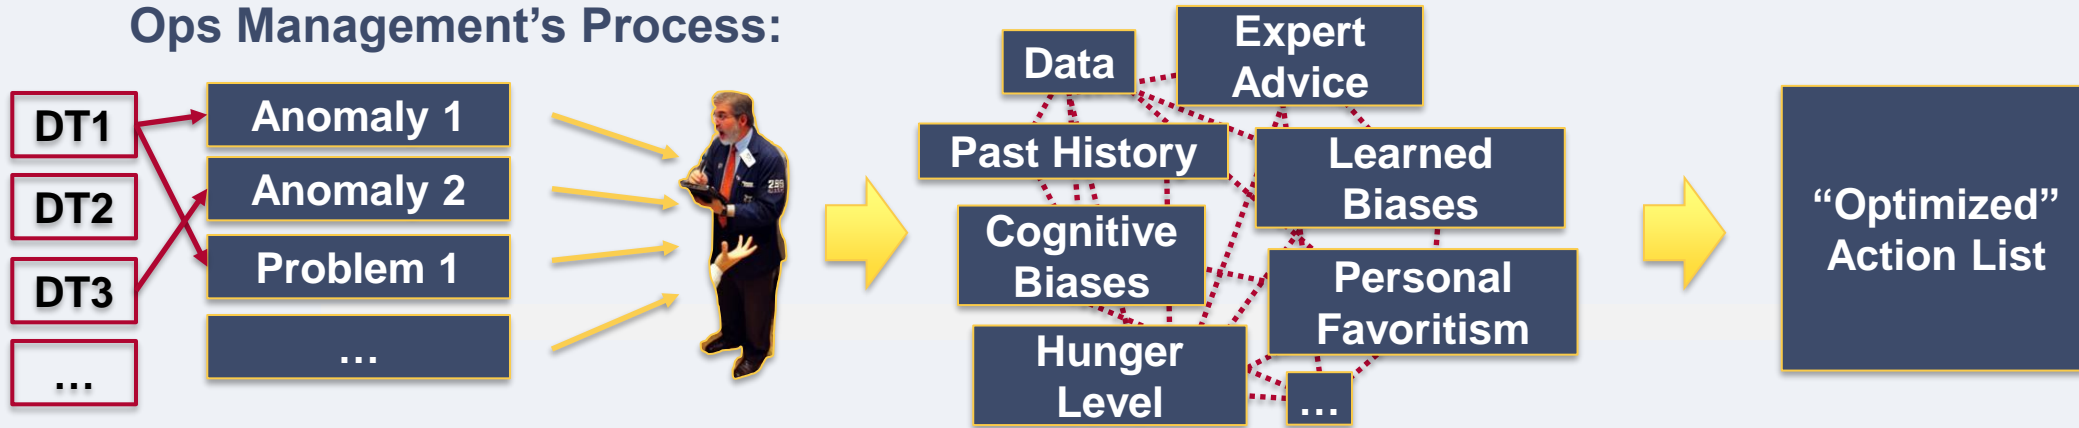 Ops Management's Process:
DT1
DT2
DT3
...
Anomaly 1
Anomaly 2
Problem 1
...
Data
Expert
Advice
Past History
Learned
Biases
Cognitive
Biases
Personal
Favoritism
Hunger
Level
...
“Optimized”
Action List